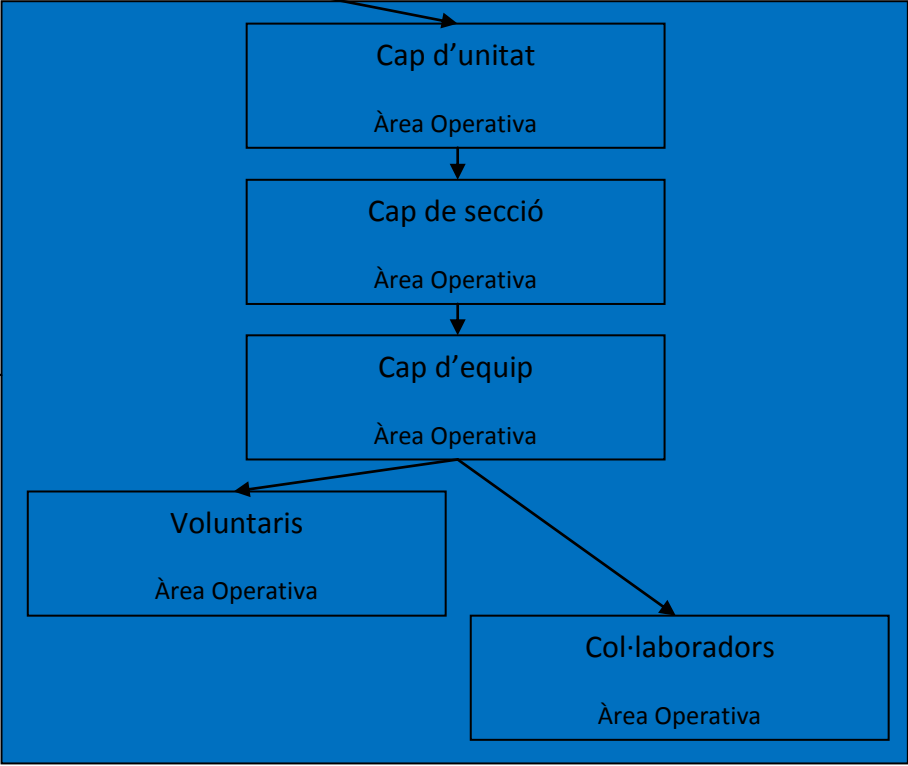 Cap d’unitat
Àrea Operativa
Cap de secció
Àrea Operativa
Cap d’equip
Àrea Operativa
Voluntaris
Àrea Operativa
Col·laboradors
Àrea Operativa